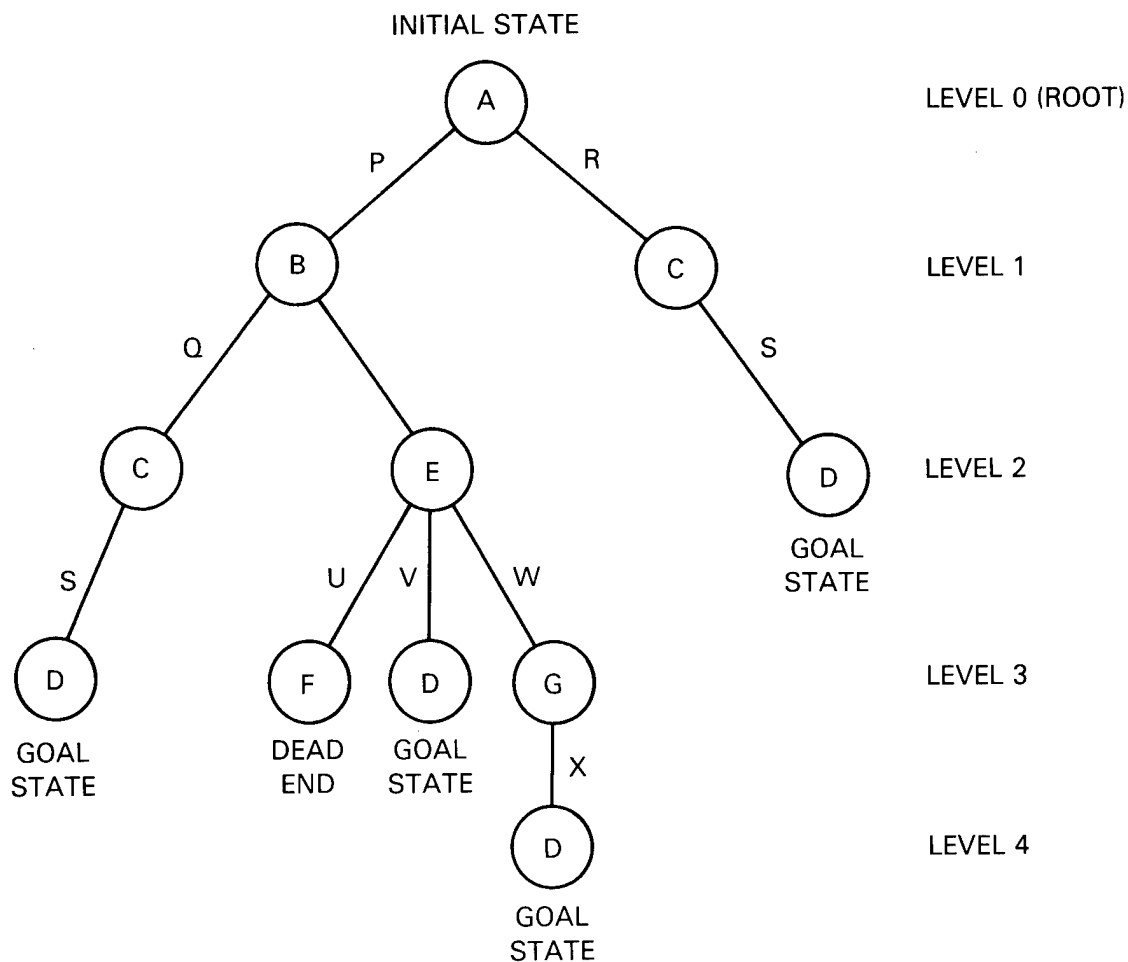 INITIAL STATE
A
LEVEL 0 (ROOT)
P
R
B
C
LEVEL 1
Q
S
C
E
D
LEVEL 2
GOAL
STATE
S
U
V
W
D
F
D
G
LEVEL 3
GOAL
STATE
DEAD
END
GOAL
STATE
X
D
LEVEL 4
GOAL
STATE